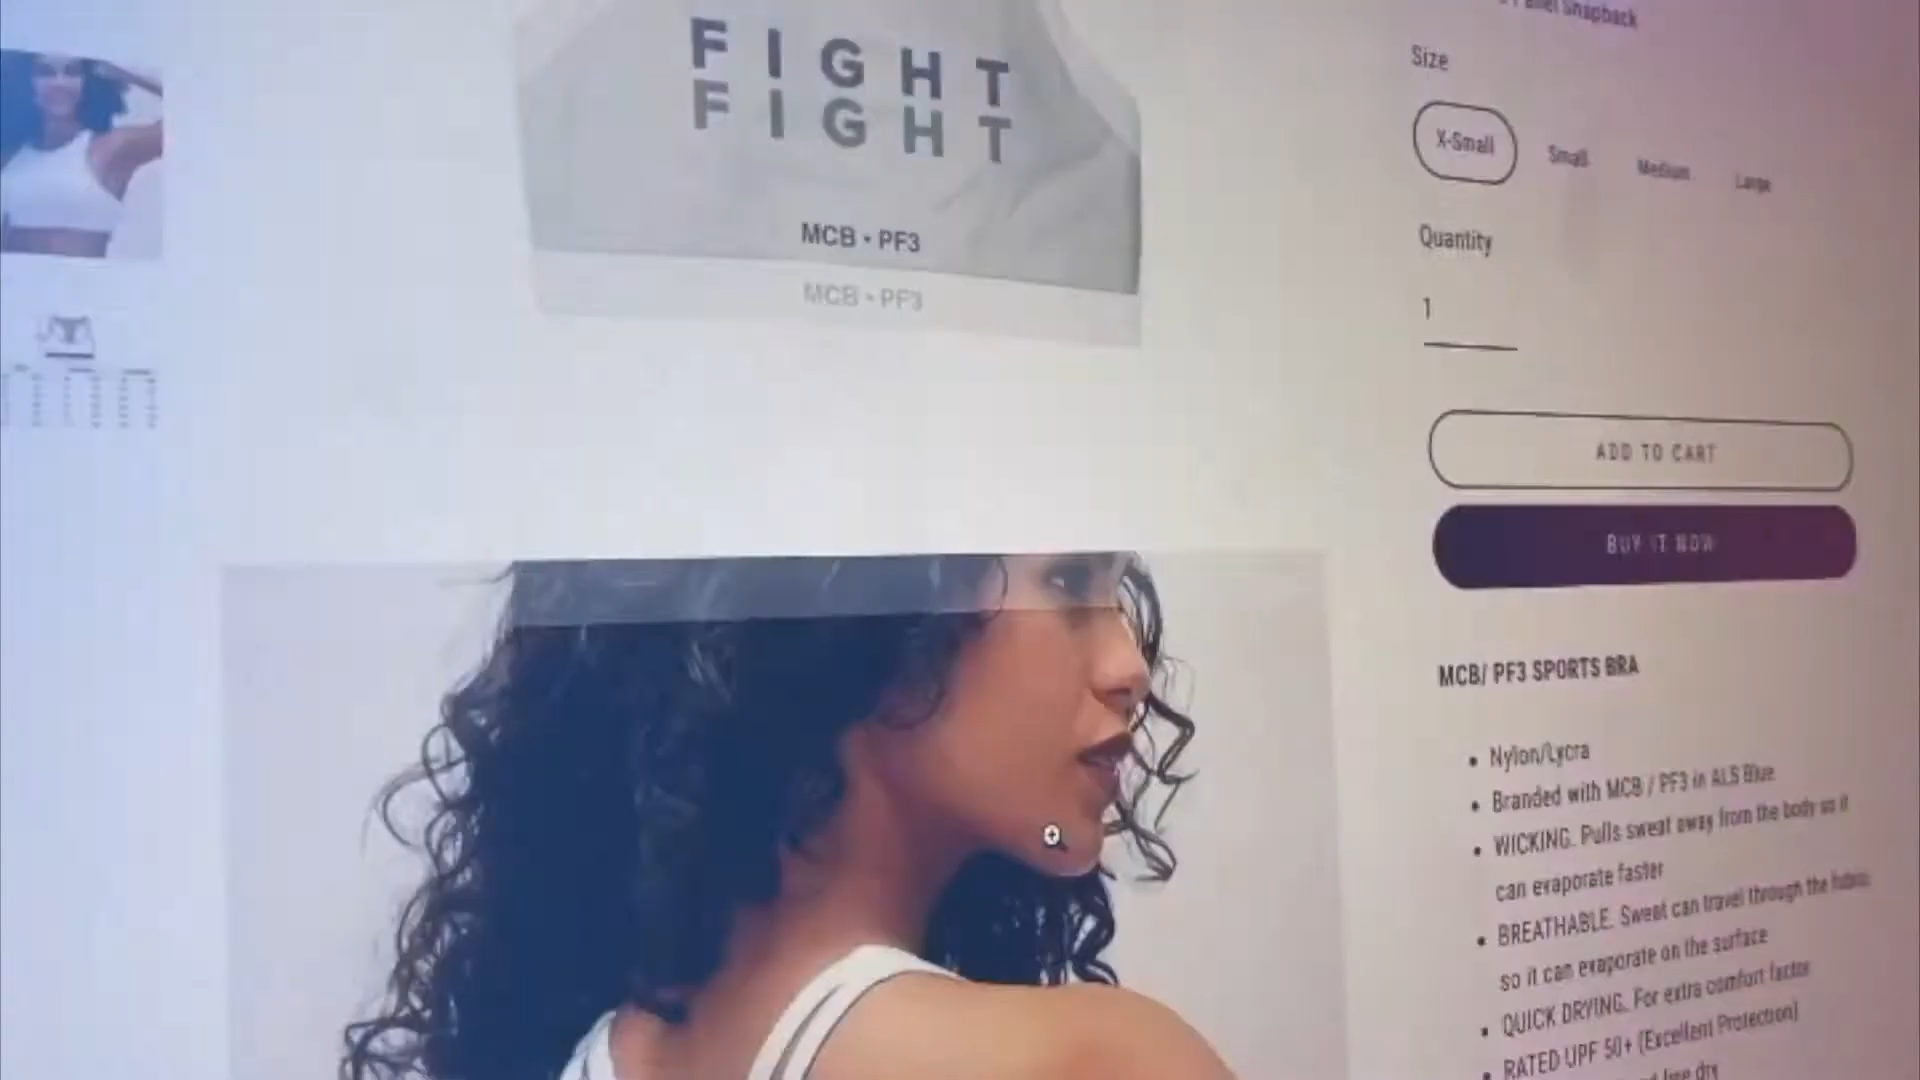 FIGHT
FIGHT
MCB • PF3
MCB • PF3
Panel Snapback
Size
X-Small Small Medium Large
Quantity
1
ADD TO CART
BUY IT NOW
MCB/ PF3 SPORTS BRA
• Nylon/Lycra
• Branded with MCB / PF3 in ALS Blue
• WICKING. Pulls sweat away from the body so it
can evaporate faster
• BREATHABLE. Sweat can travel through the fabric
so it can evaporate on the surface
• QUICK DRYING. For extra comfort factor
• RATED UPF 50+ (Excellent Protection)
dry